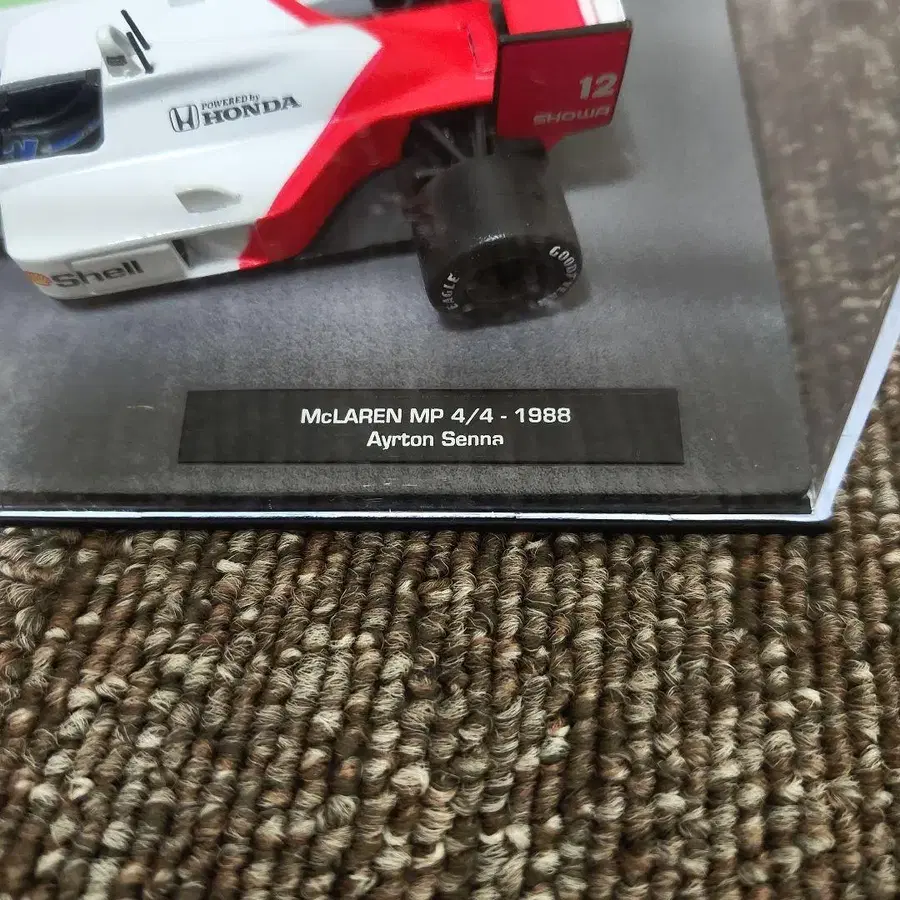 POWERED by
HONDA
12
SHOWA
Shell
EAGLE
GOODYEAR
McLAREN MP 4/4 - 1988
Ayrton Senna